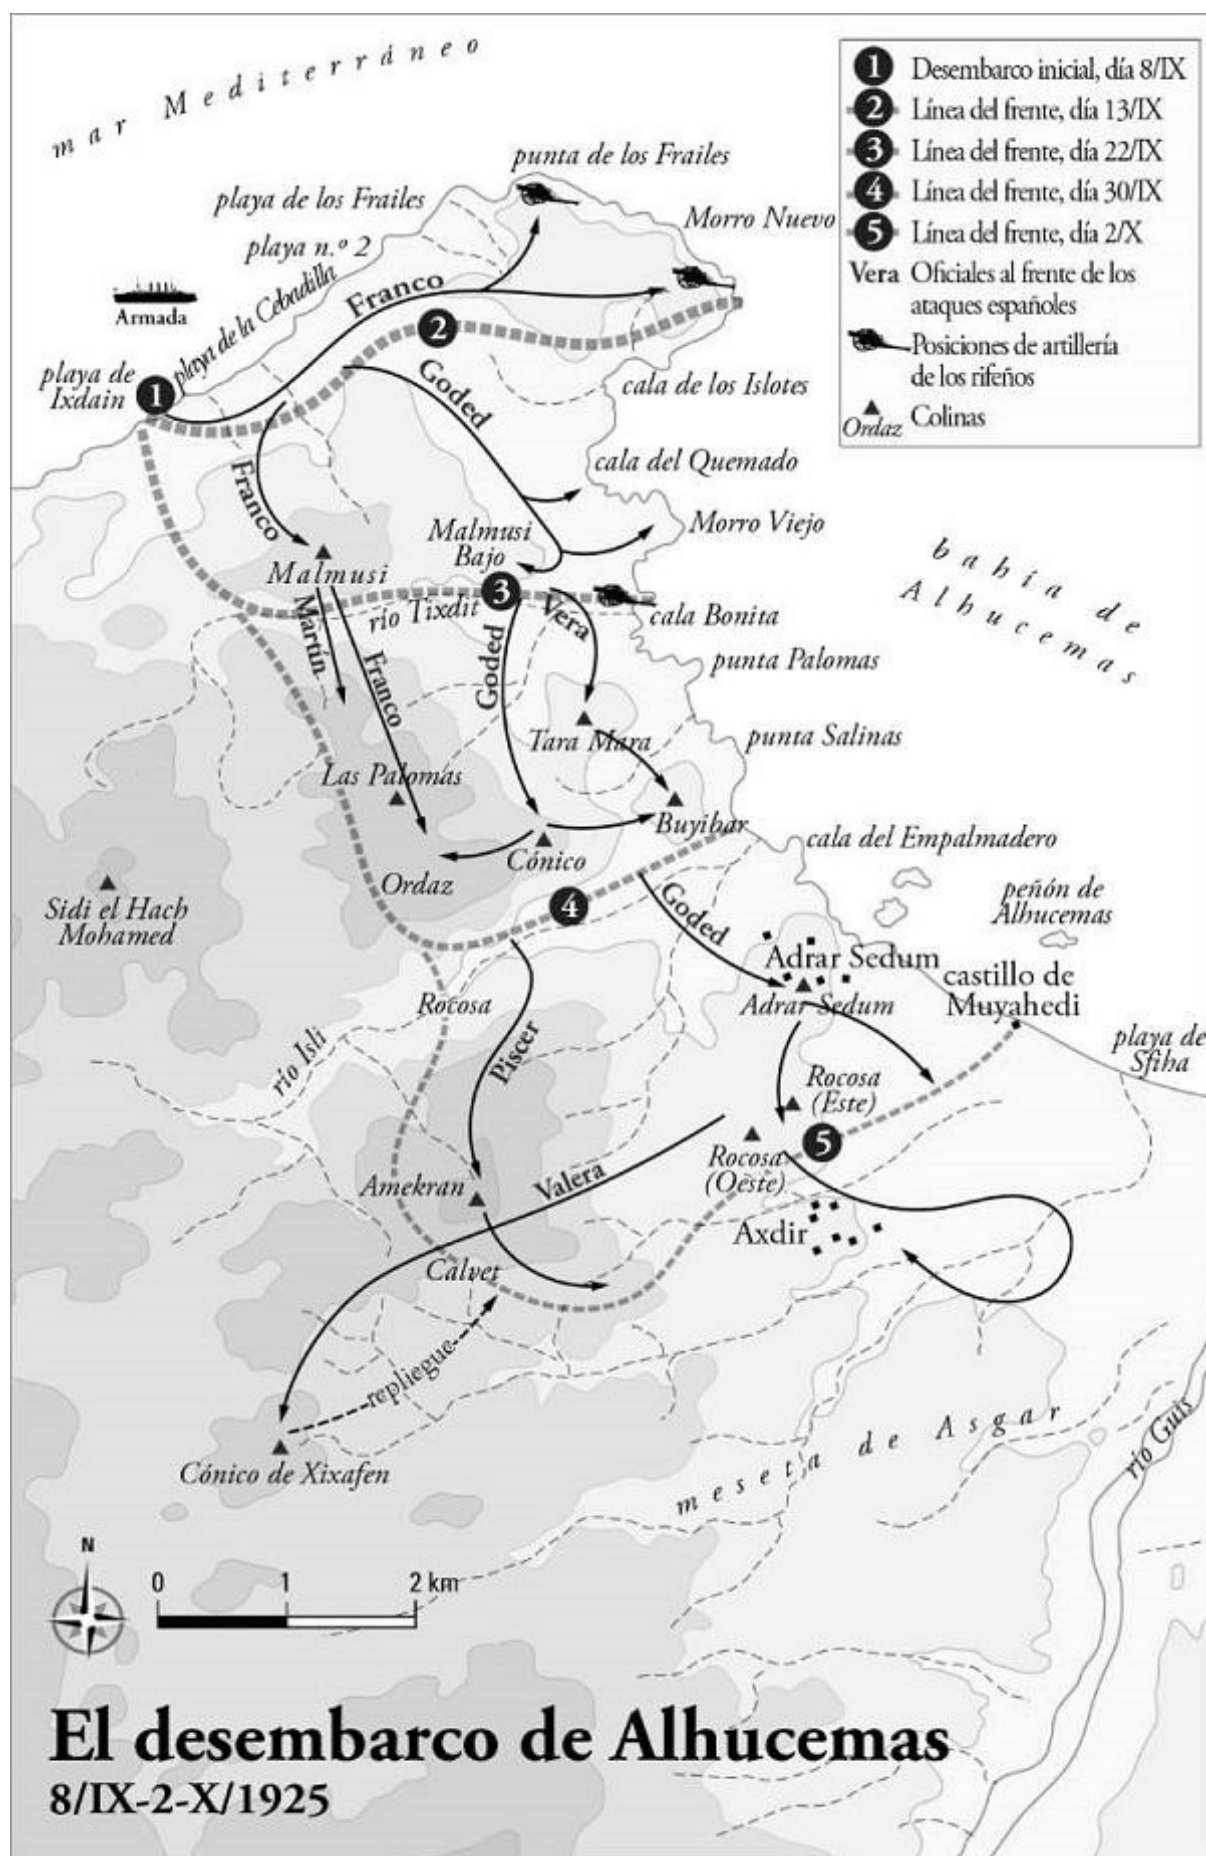 mar Mediterráneo
1 Desembarco inicial, día 8/IX
2 Línea del frente, día 13/IX
3 Línea del frente, día 22/IX
4 Línea del frente, día 30/IX
5 Línea del frente, día 2/X
Vera Oficiales al frente de los
ataques españoles
Posiciones de artillería
de los rifeños
Ordaz Colinas
punta de los Frailes
playa de los Frailes
Morro Nuevo
playa n.º 2
playa de la Cebadilla
Franco
Armada
2
playa de
Ixdain
1
Goded
cala de los Islotes
Franco
cala del Quemado
Malmusi
Bajo
Morro Viejo
bahía de
Alhucemas
Malmusi
3
río Tixdit
Vera
cala Bonita
Martín
Franco
Goded
punta Palomas
Tara Mara
punta Salinas
Las Palomas
Buyibar
cala del Empalmadero
Cónico
Ordaz
4
Goded
peñón de
Alhucemas
Sidi el Hach
Mohamed
Adrar Sedum
Adrar Sedum
castillo de
Muyahedi
Rocosa
río Isli
Piscer
playa de
Sfiha
Rocosa
(Este)
5
Rocosa
(Oeste)
Amekran
Valera
Axdir
Calvet
repliegue
Cónico de Xixafen
meseta de Asgar
río Guis
N
0 1 2 km
El desembarco de Alhucemas
8/IX-2-X/1925